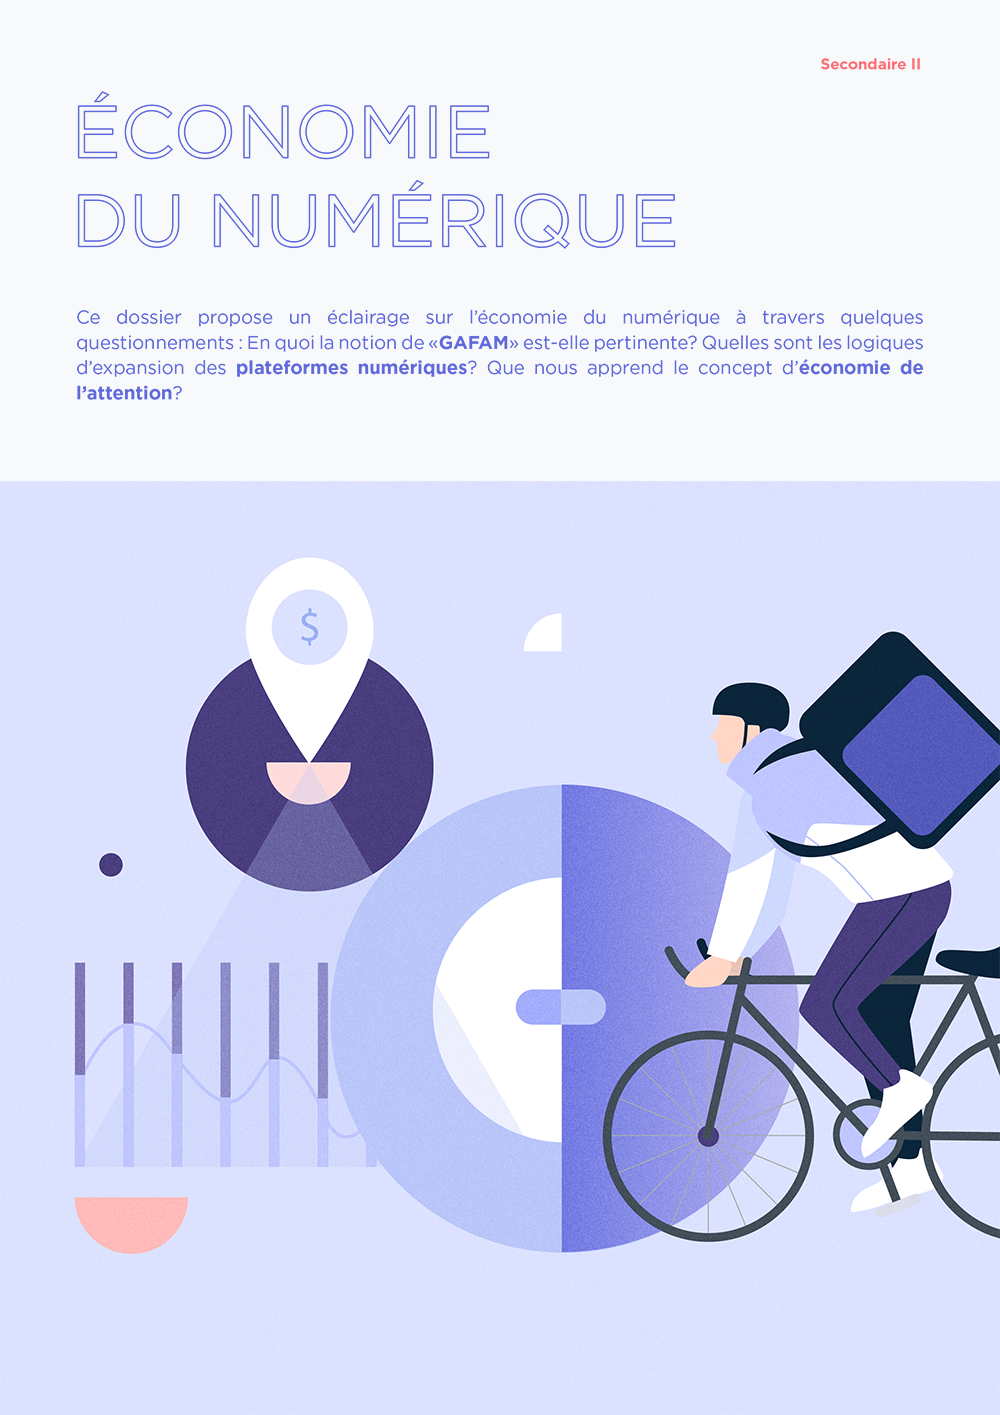 Secondaire II
ÉCONOMIE
DU NUMÉRIQUE
Ce dossier propose un éclairage sur l’économie du numérique à travers quelques
questionnements : En quoi la notion de «GAFAM» est-elle pertinente? Quelles sont les logiques
d’expansion des plateformes numériques? Que nous apprend le concept d’économie de
l’attention?
$